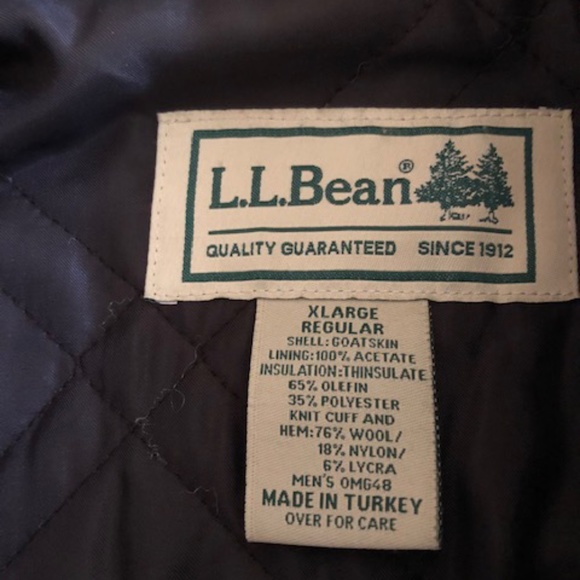 L.L.Bean®
QUALITY GUARANTEED SINCE 1912
XLARGE
REGULAR
SHELL:GOATSKIN
LINING:100% ACETATE
INSULATION:THINSULATE
65% OLEFIN
35% POLYESTER
KNIT CUFF AND
HEM:76% WOOL/
18% NYLON/
6% LYCRA
MEN'S 0MG48
MADE IN TURKEY
OVER FOR CARE